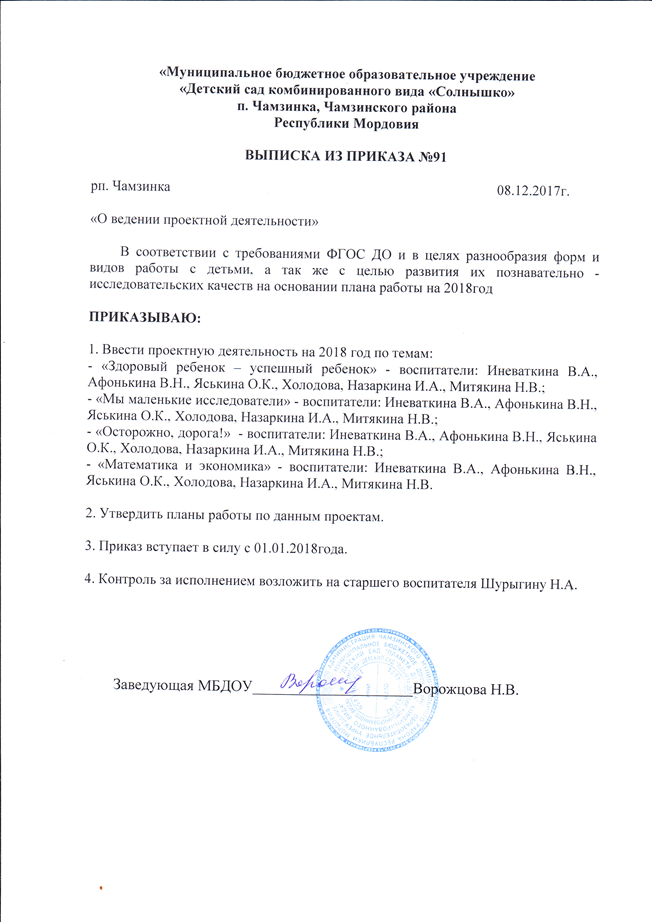 «Муниципальное бюджетное образовательное учреждение
«Детский сад комбинированного вида «Солнышко»
п. Чамзинка, Чамзинского района
Республики Мордовия
ВЫПИСКА ИЗ ПРИКАЗА №91
рп. Чамзинка 08.12.2017г.
«О ведении проектной деятельности»
В соответствии с требованиями ФГОС ДО и в целях разнообразия форм и
видов работы с детьми, а так же с целью развития их познавательно -
исследовательских качеств на основании плана работы на 2018год
ПРИКАЗЫВАЮ:
1. Ввести проектную деятельность на 2018 год по темам:
- «Здоровый ребенок – успешный ребенок» - воспитатели: Иневаткина В.А.,
Афонькина В.Н., Яськина О.К., Холодова, Назаркина И.А., Митякина Н.В.;
- «Мы маленькие исследователи» - воспитатели: Иневаткина В.А., Афонькина В.Н.,
Яськина О.К., Холодова, Назаркина И.А., Митякина Н.В.;
- «Осторожно, дорога!» - воспитатели: Иневаткина В.А., Афонькина В.Н., Яськина
О.К., Холодова, Назаркина И.А., Митякина Н.В.;
- «Математика и экономика» - воспитатели: Иневаткина В.А., Афонькина В.Н.,
Яськина О.К., Холодова, Назаркина И.А., Митякина Н.В.
2. Утвердить планы работы по данным проектам.
3. Приказ вступает в силу с 01.01.2018года.
4. Контроль за исполнением возложить на старшего воспитателя Шурыгину Н.А.
Заведующая МБДОУ Ворожцова Н.В.